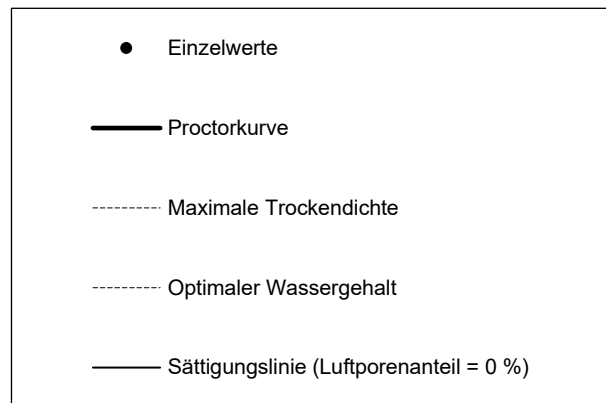 Einzelwerte
Proctorkurve
Maximale Trockendichte
Optimaler Wassergehalt
Sättigungslinie (Luftporenanteil = 0 %)